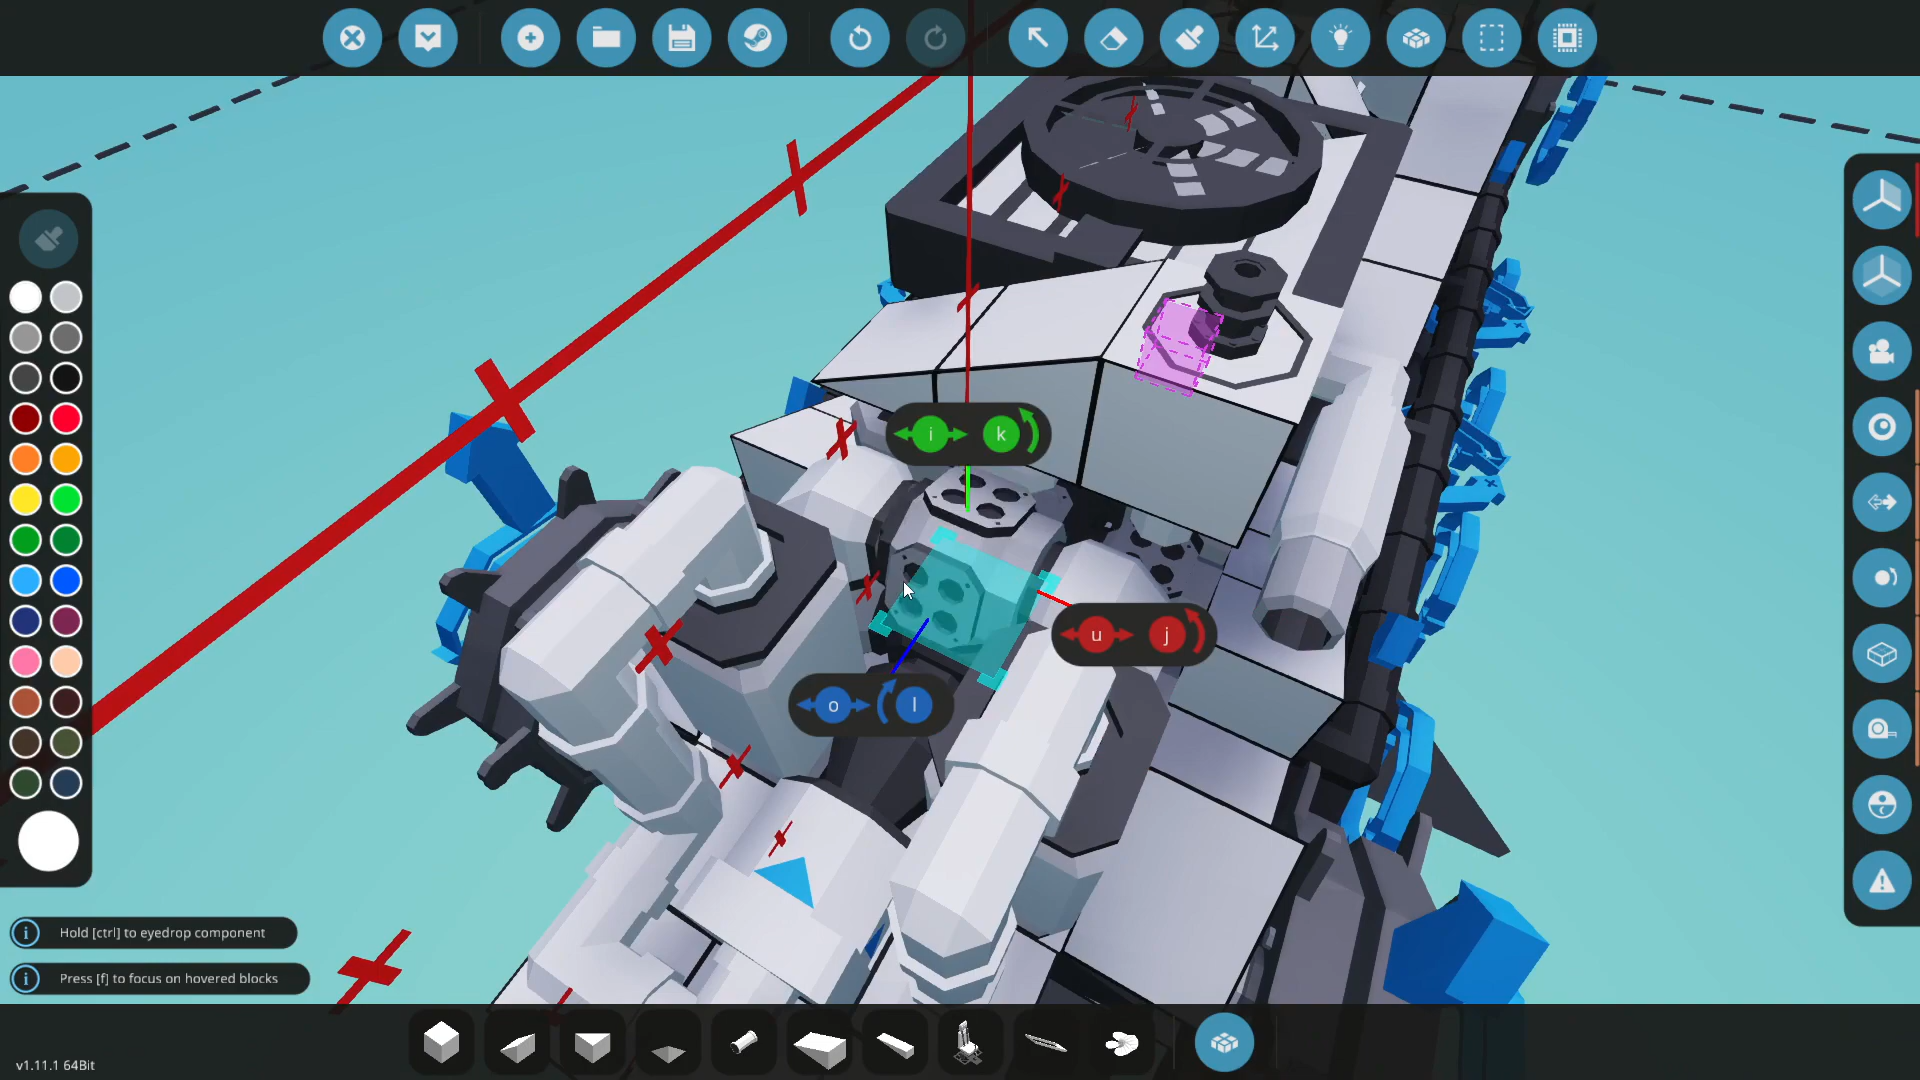 i k
u j
o l
Hold [ctrl] to eyedrop component
Press [f] to focus on hovered blocks
v1.11.1 64Bit